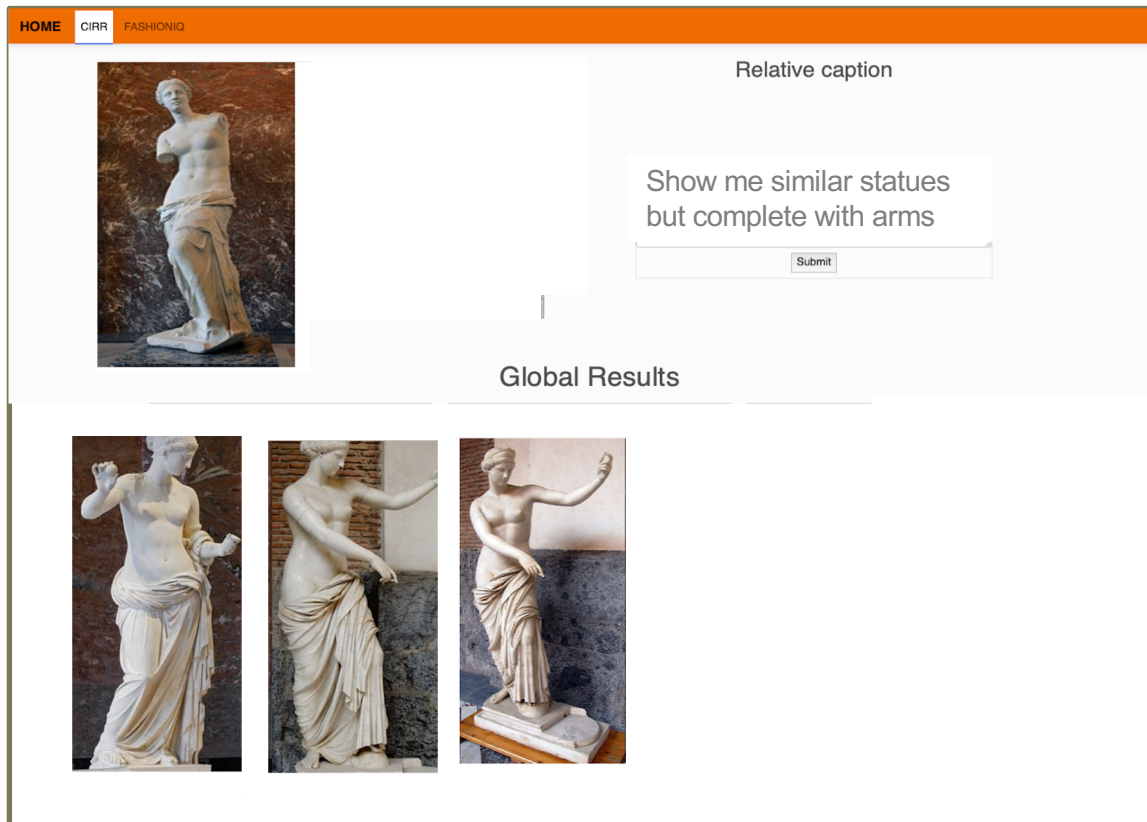 HOME CIRR FASHIONIQ
Relative caption
Show me similar statues
but complete with arms
Submit
Global Results